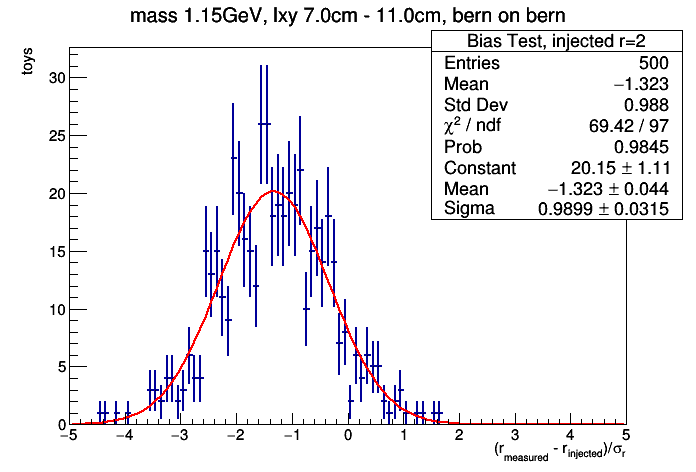 mass 1.15GeV, lxy 7.0cm - 11.0cm, bern on bern
Bias Test, injected r=2
Entries 500
Mean −1.323
Std Dev 0.988
χ² / ndf 69.42 / 97
Prob 0.9845
Constant 20.15 ± 1.11
Mean −1.323 ± 0.044
Sigma 0.9899 ± 0.0315
toys
30
25
20
15
10
5
0
−5 −4 −3 −2 −1 0 1 2 3 4 5
(r_measured - r_injected)/σ_r